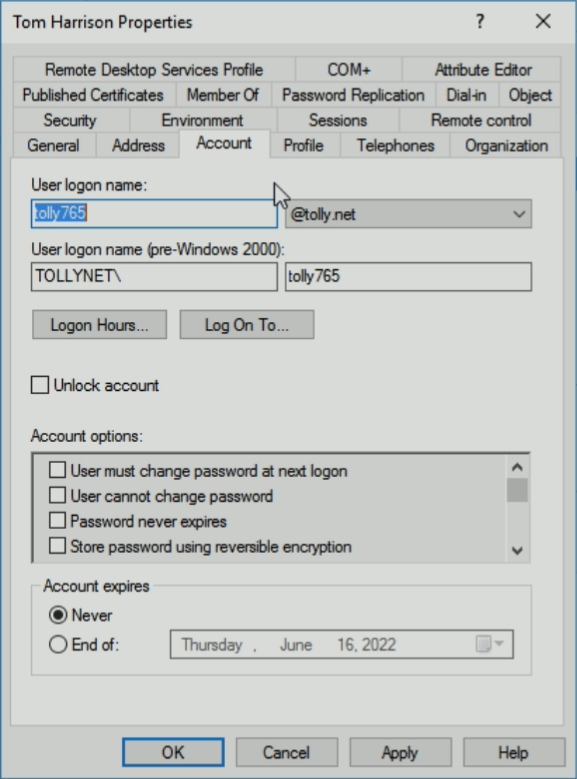 Tom Harrison Properties
Remote Desktop Services Profile COM+ Attribute Editor
Published Certificates Member Of Password Replication Dial-in Object
Security Environment Sessions Remote control
General Address Account Profile Telephones Organization
User logon name:
tolly765 @tolly.net
User logon name (pre-Windows 2000):
TOLLYNET\ tolly765
Logon Hours... Log On To...
Unlock account
Account options:
User must change password at next logon
User cannot change password
Password never expires
Store password using reversible encryption
Account expires
Never
End of: Thursday , June 16, 2022
OK Cancel Apply Help